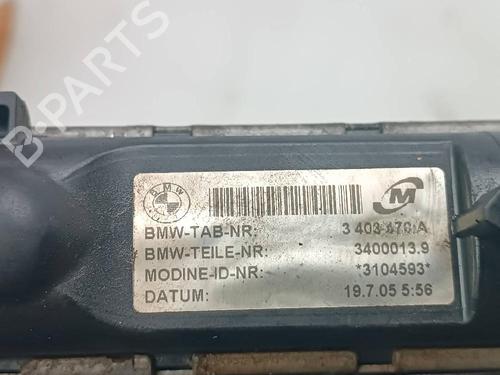 B-PARTS
BMW
M
BMW-TAB-NR: 3 403 470 A
BMW-TEILE-NR: 3400013.9
MODINE-ID-NR: *3104593*
DATUM: 19.7.05 5:56